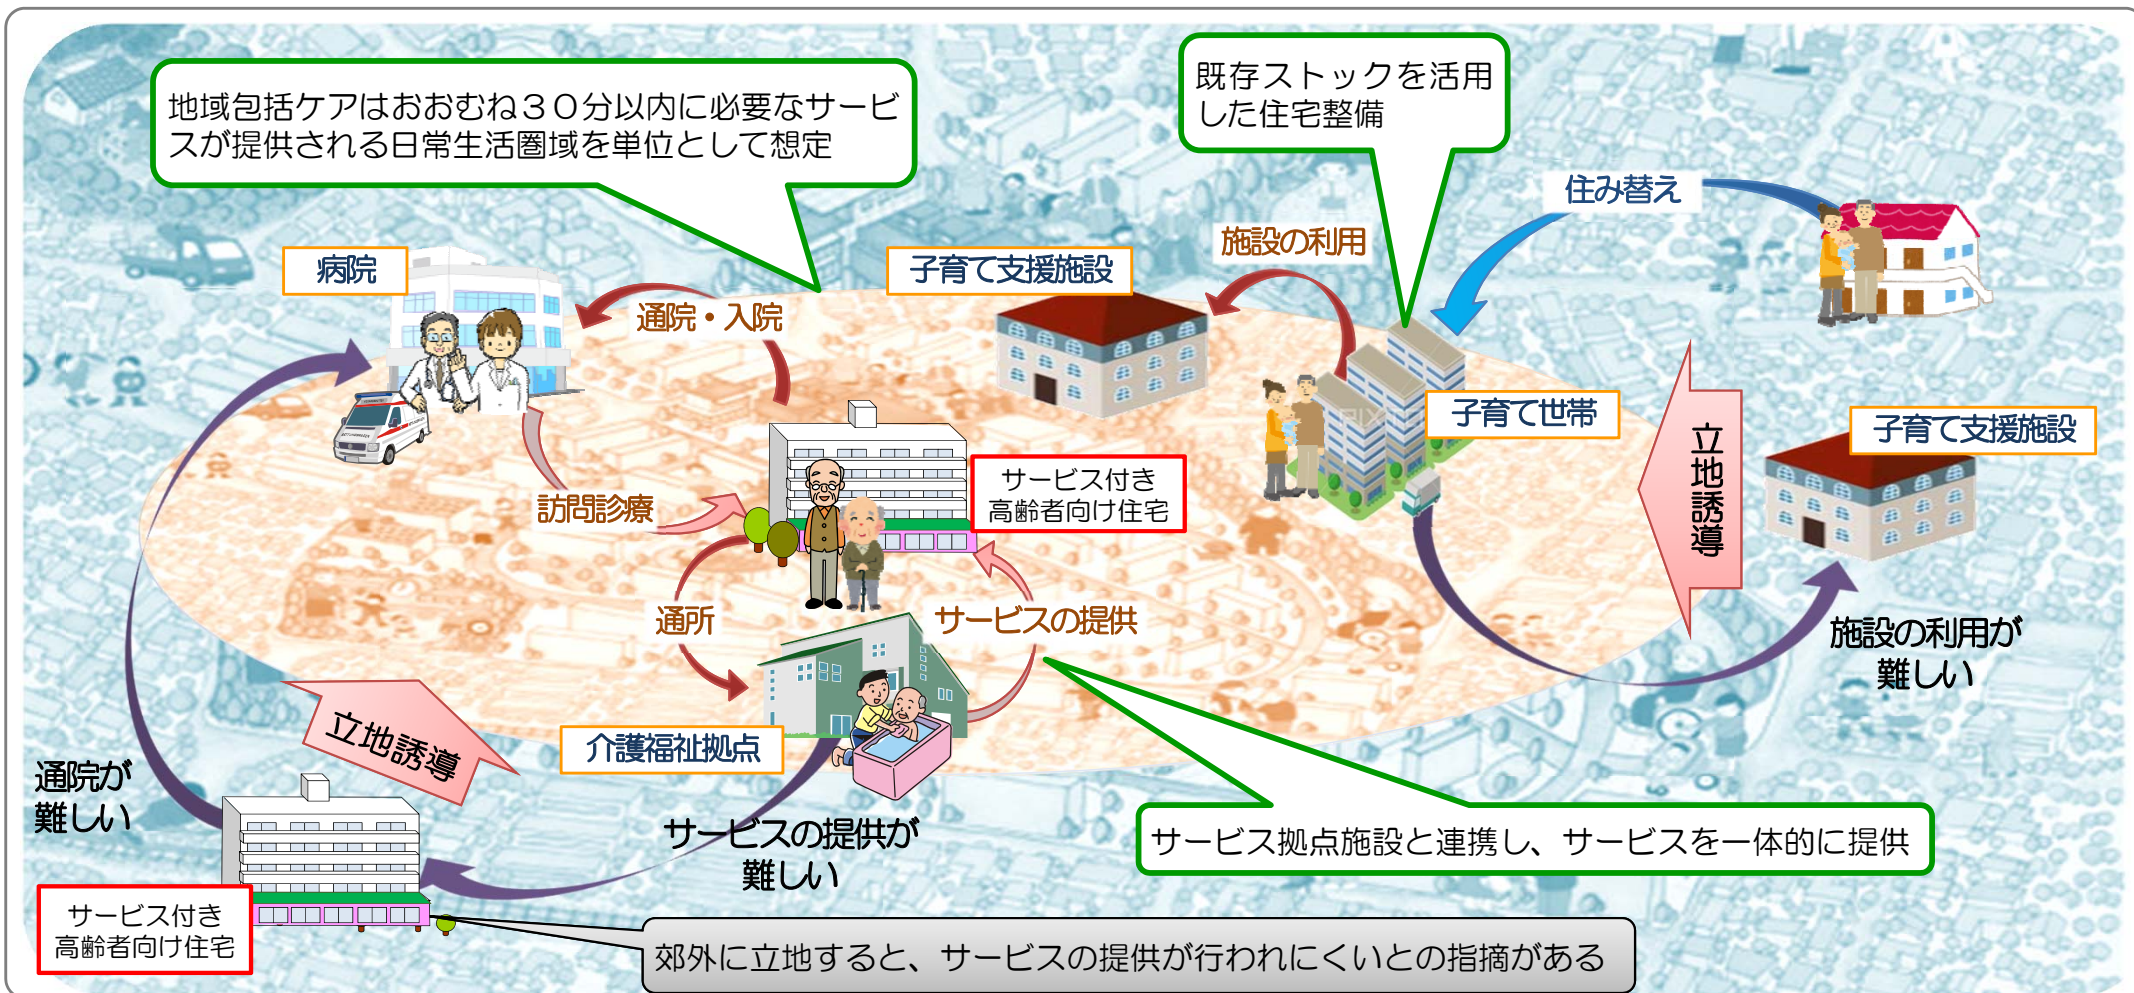 地域包括ケアはおおむね３０分以内に必要なサービ
スが提供される日常生活圏域を単位として想定
既存ストックを活用
した住宅整備
住み替え
病院
通院・入院
子育て支援施設
施設の利用
子育て世帯
立地誘導
子育て支援施設
サービス付き
高齢者向け住宅
訪問診療
通所
サービスの提供
施設の利用が
難しい
介護福祉拠点
立地誘導
通院が
難しい
サービスの提供が
難しい
サービス拠点施設と連携し、サービスを一体的に提供
サービス付き
高齢者向け住宅
郊外に立地すると、サービスの提供が行われにくいとの指摘がある